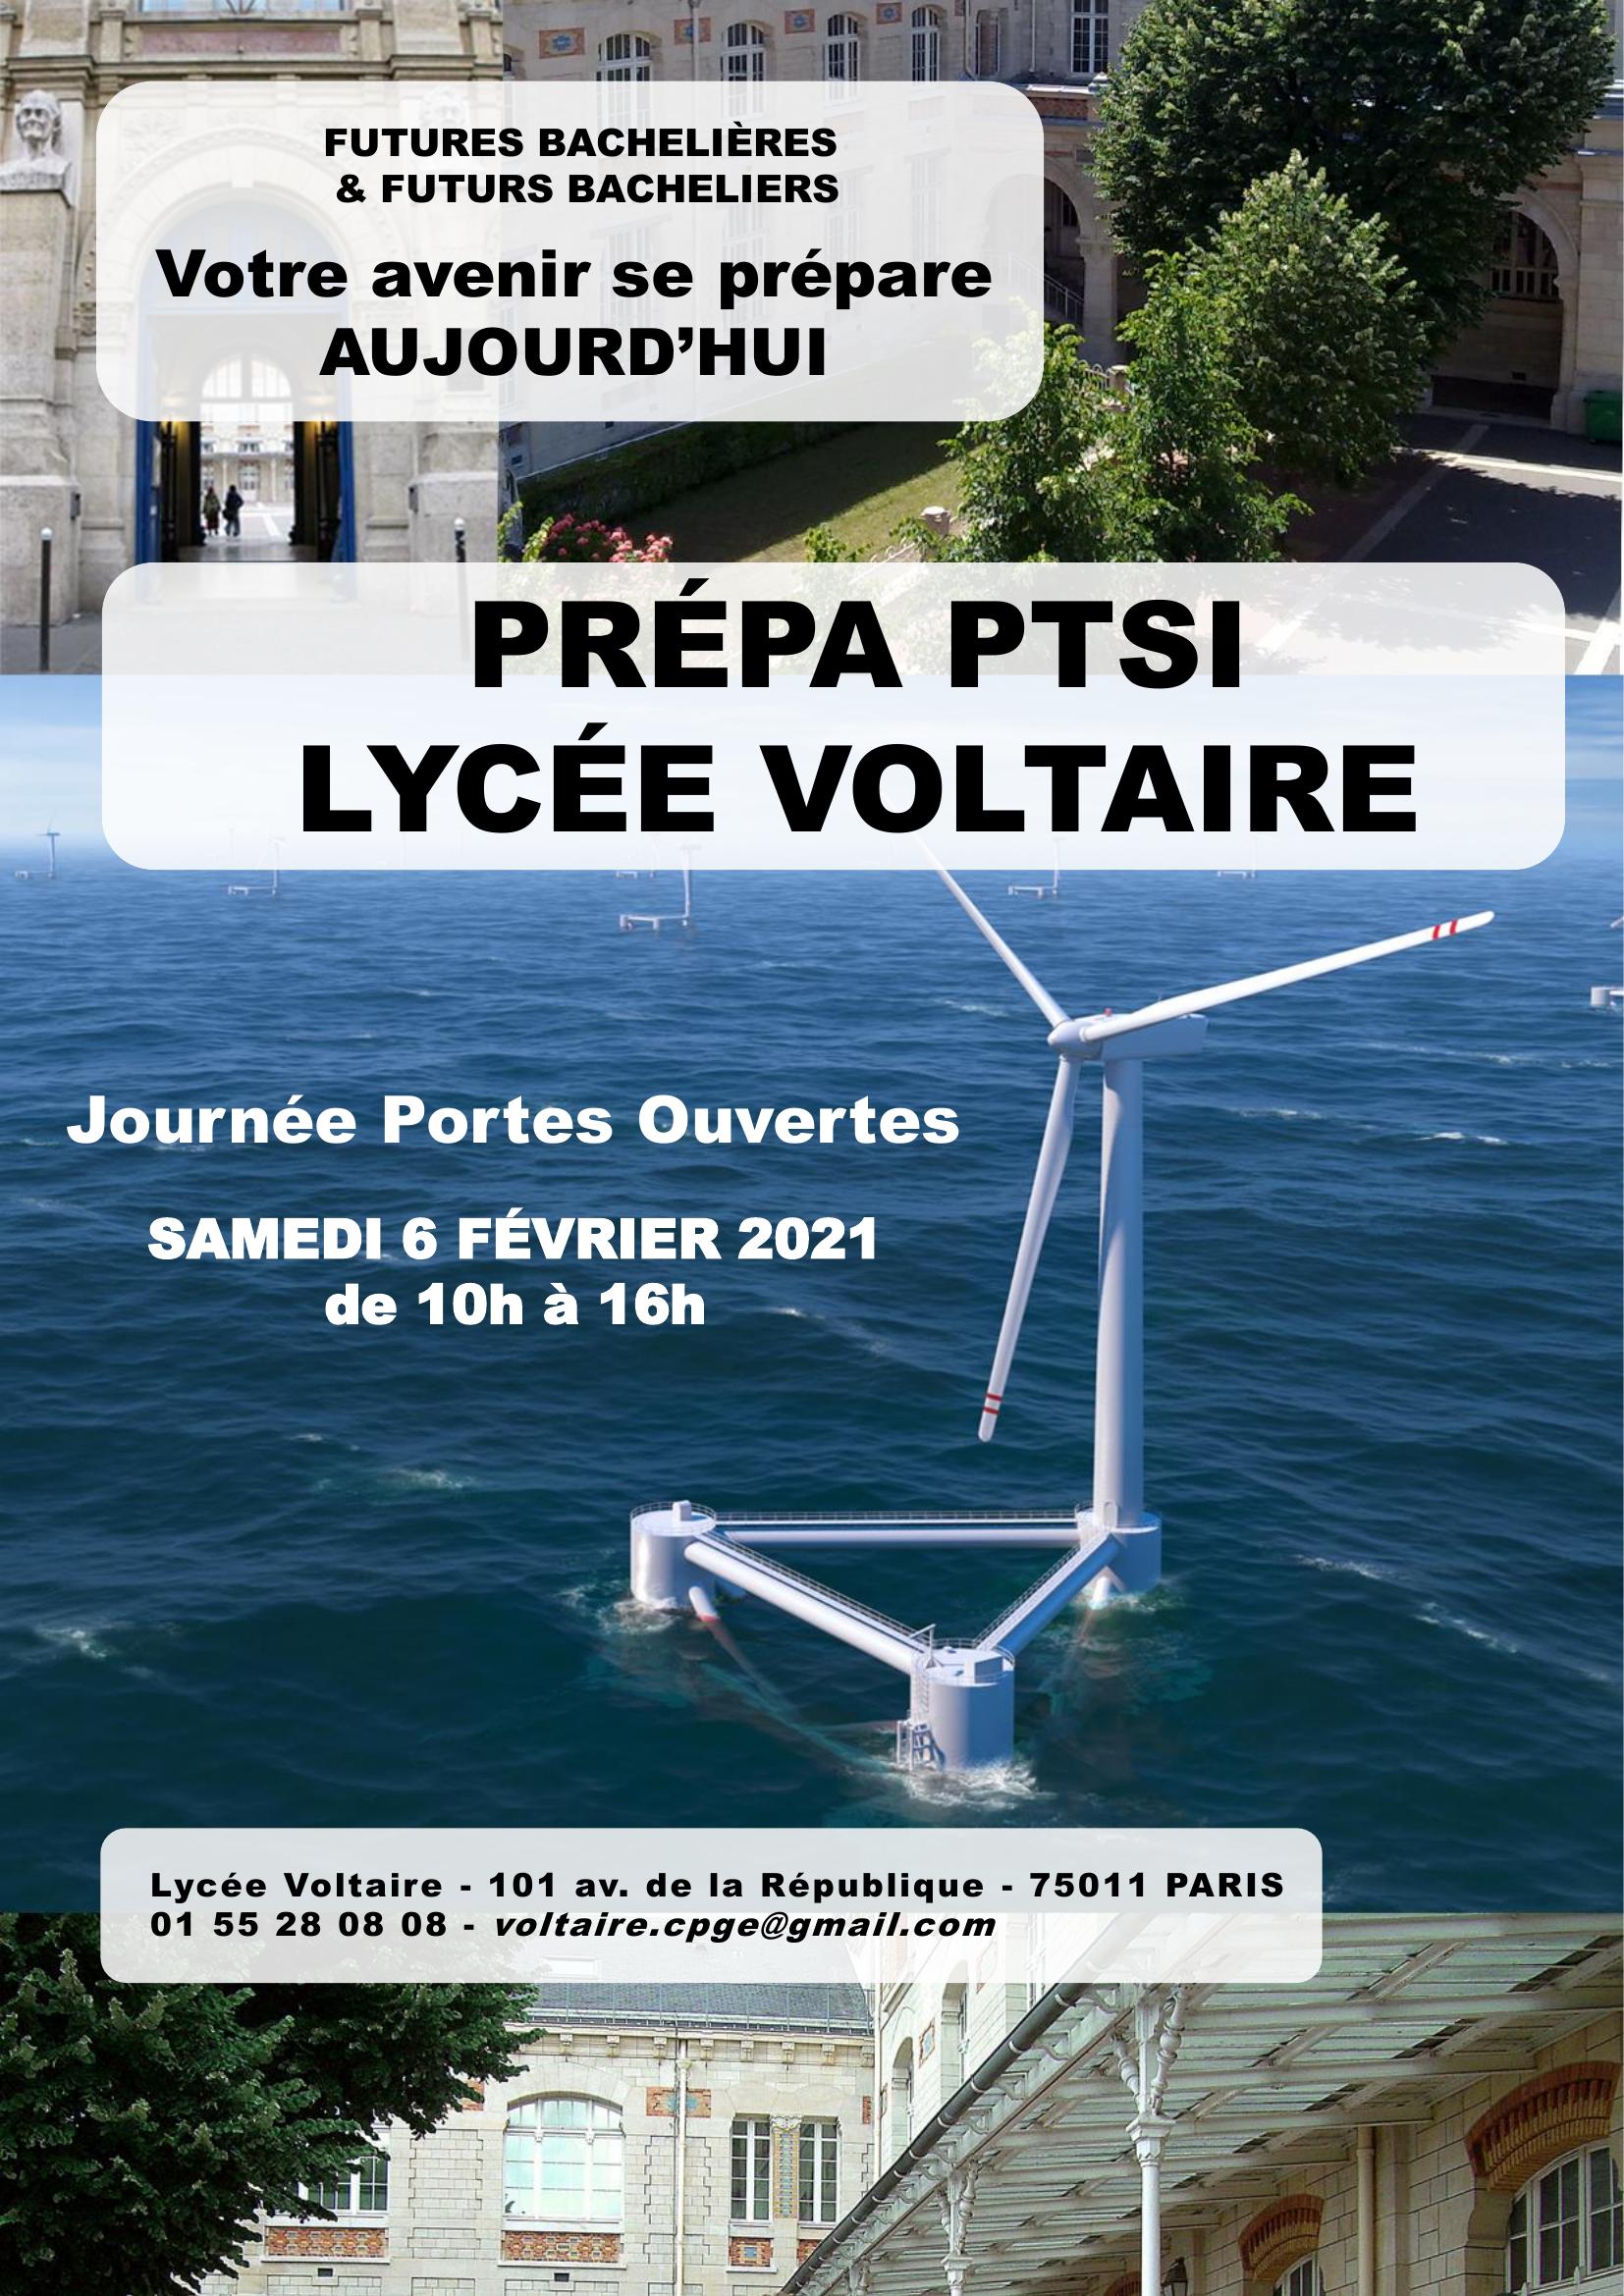 FUTURES BACHELIÈRES
& FUTURS BACHELIERS
Votre avenir se prépare
AUJOURD’HUI
PRÉPA PTSI
LYCÉE VOLTAIRE
Journée Portes Ouvertes
SAMEDI 6 FÉVRIER 2021
de 10h à 16h
Lycée Voltaire - 101 av. de la République - 75011 PARIS
01 55 28 08 08 - voltaire.cpge@gmail.com